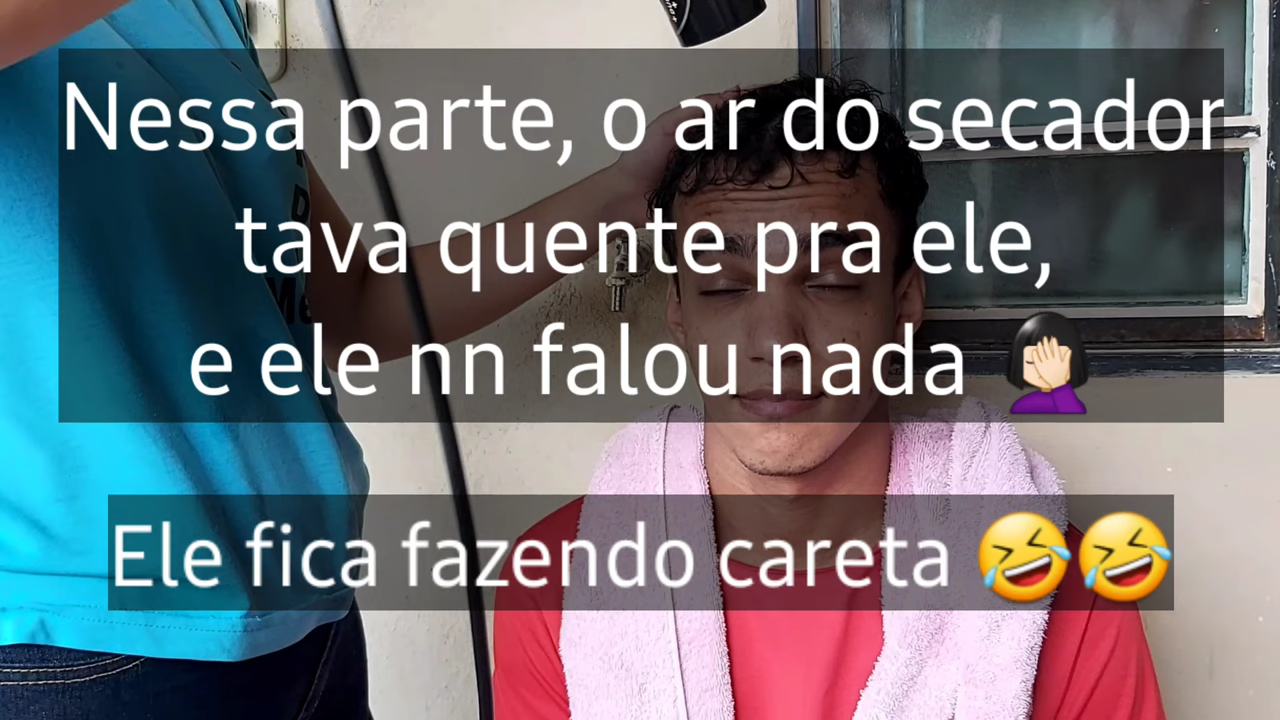 Nessa parte, o ar do secador
tava quente pra ele,
e ele nn falou nada 🤦🏻‍♀️
Ele fica fazendo careta 🤣🤣